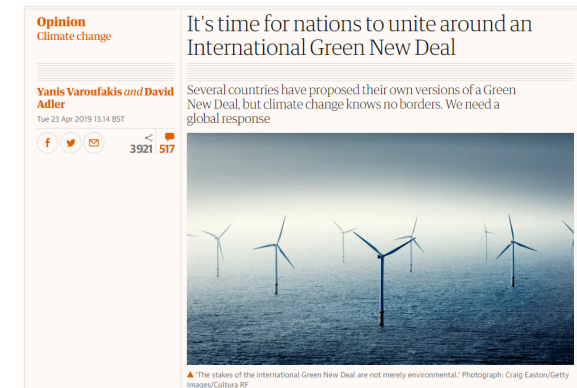 Opinion
Climate change
It's time for nations to unite around an
International Green New Deal
Yanis Varoufakis and David
Adler
Tue 23 Apr 2019 13.14 BST
3921 517
Several countries have proposed their own versions of a Green
New Deal, but climate change knows no borders. We need a
global response
'The stakes of the international Green New Deal are not merely environmental.' Photograph: Craig Easton/Getty
Images/Cultura RF